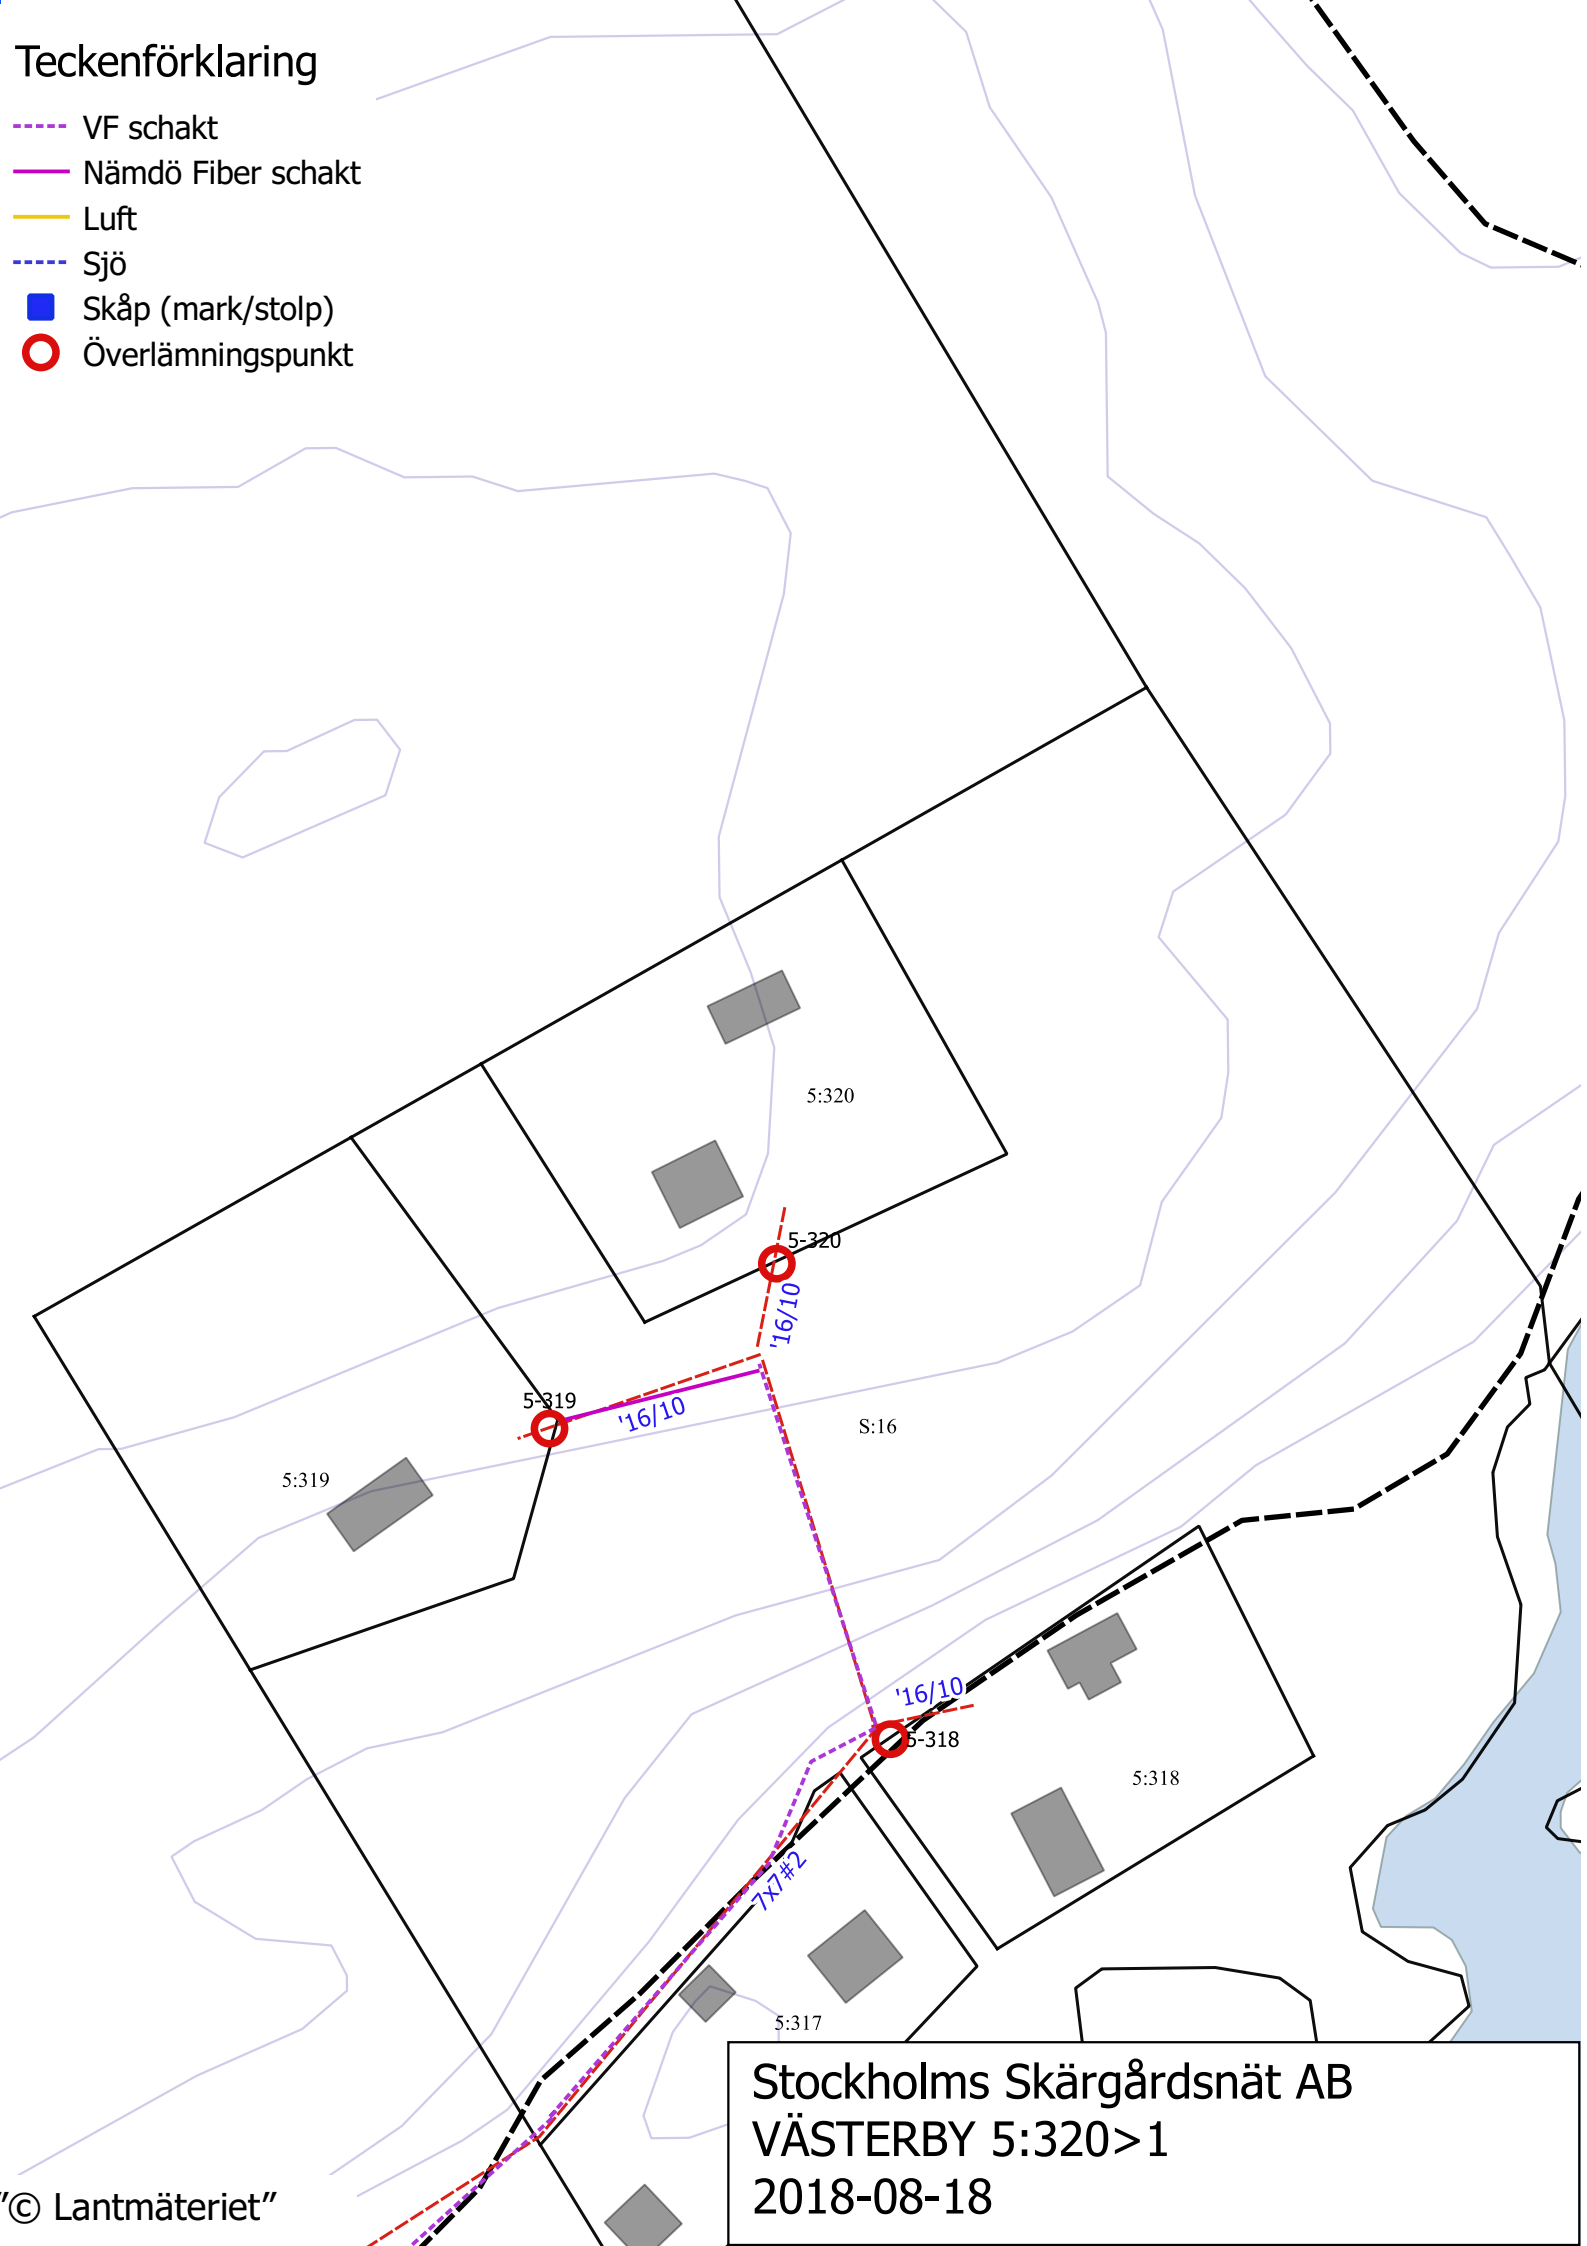 Teckenförklaring
VF schakt
Nämdö Fiber schakt
Luft
Sjö
Skåp (mark/stolp)
Överlämningspunkt
5:320
5-320
'16/10
5-319
'16/10
S:16
5:319
'16/10
5-318
5:318
7x7#2
5:317
Stockholms Skärgårdsnät AB
VÄSTERBY 5:320>1
2018-08-18
"© Lantmäteriet"